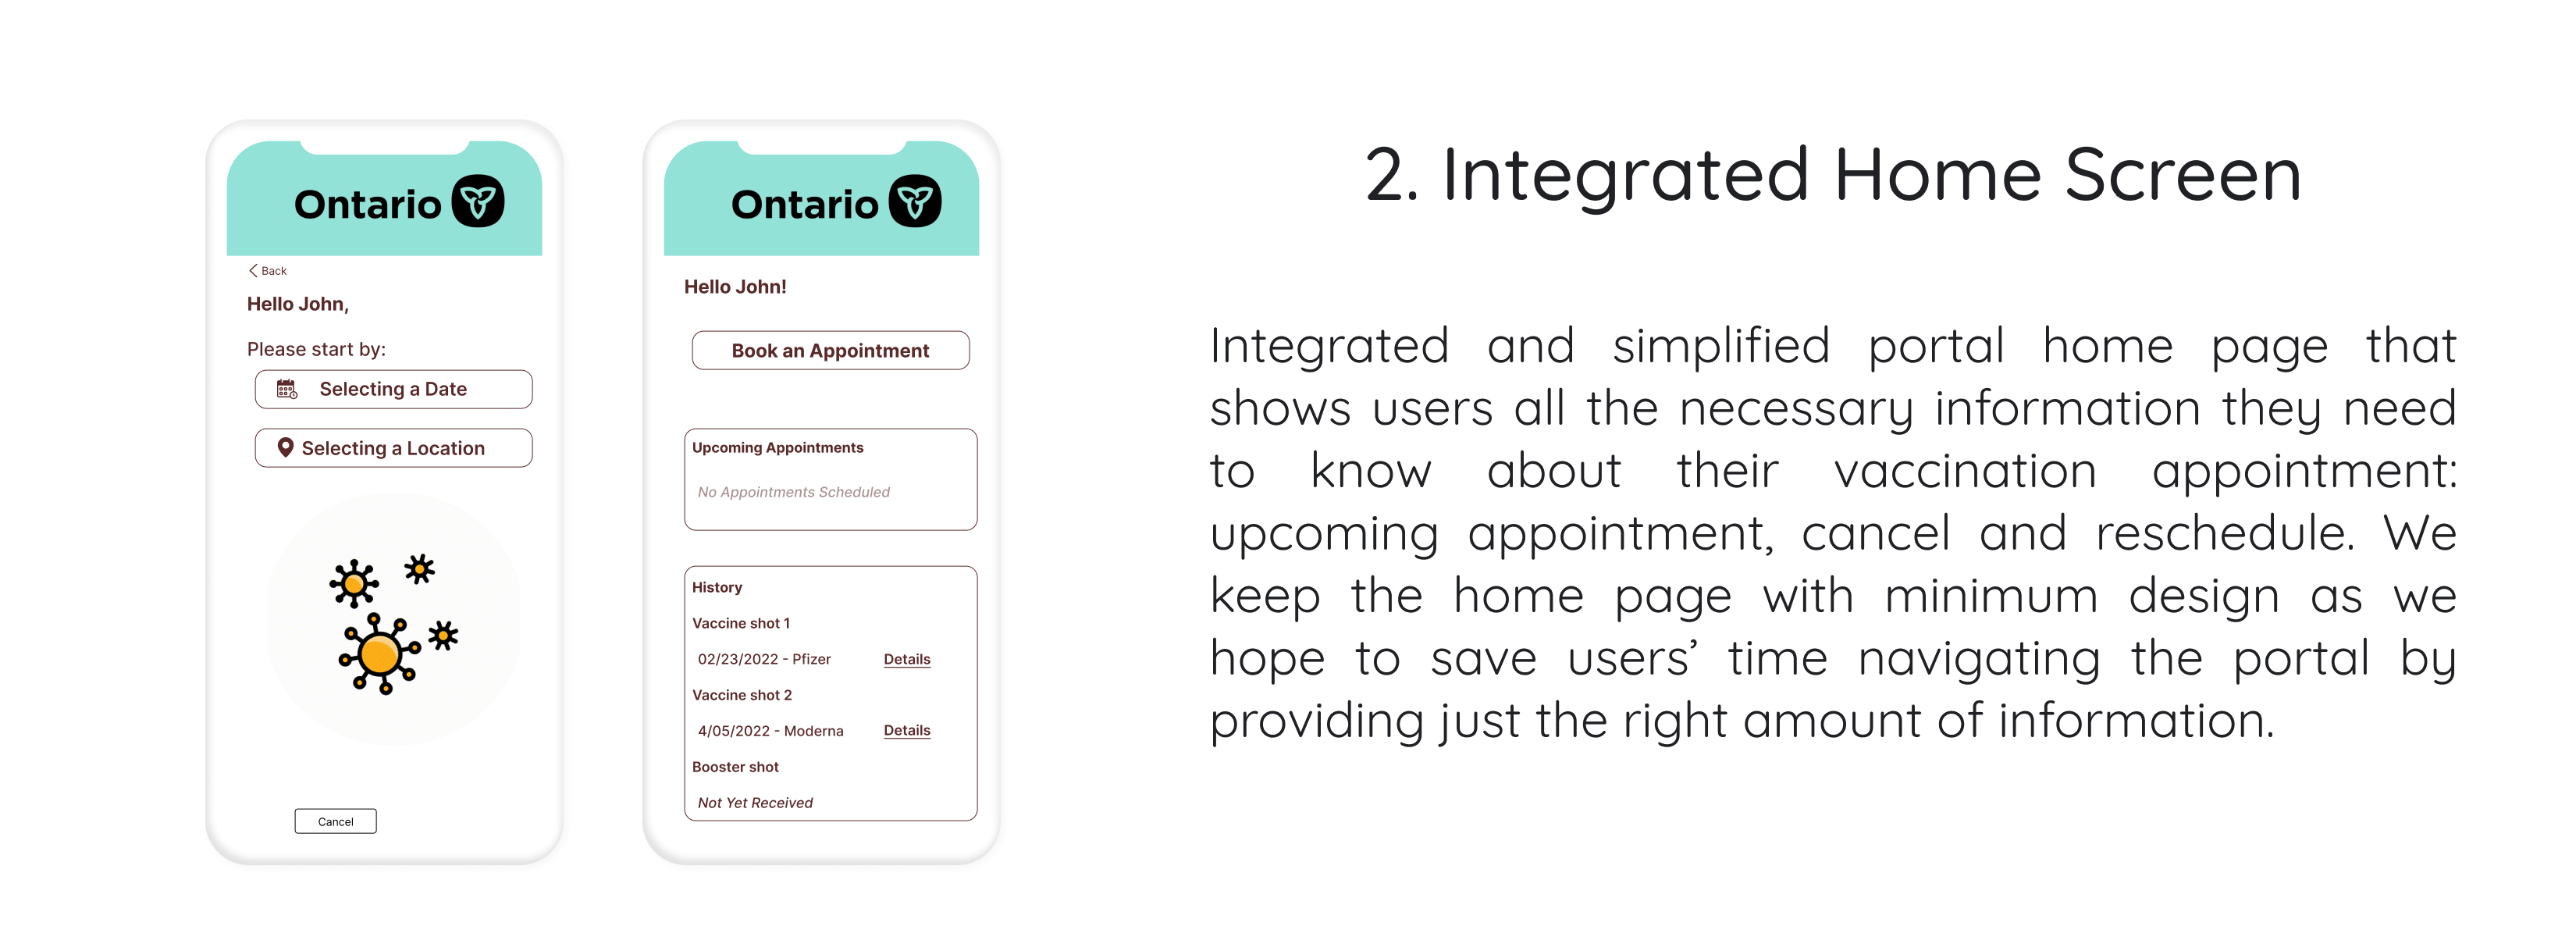 Ontario
Back
Hello John,
Please start by:
Selecting a Date
Selecting a Location
Cancel
Ontario
Hello John!
Book an Appointment
Upcoming Appointments
No Appointments Scheduled
History
Vaccine shot 1
02/23/2022 - Pfizer Details
Vaccine shot 2
4/05/2022 - Moderna Details
Booster shot
Not Yet Received
2. Integrated Home Screen
Integrated and simplified portal home page that
shows users all the necessary information they need
to know about their vaccination appointment:
upcoming appointment, cancel and reschedule. We
keep the home page with minimum design as we
hope to save users’ time navigating the portal by
providing just the right amount of information.